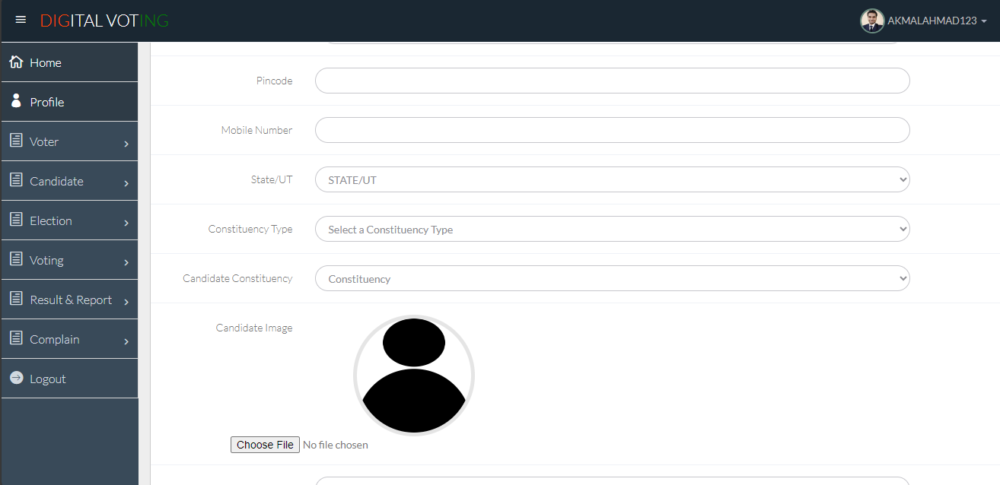 DIGITAL VOTING
AKMALAHMAD123
Home
Profile
Voter
Candidate
Election
Voting
Result & Report
Complain
Logout
Pincode
Mobile Number
State/UT
STATE/UT
Constituency Type
Select a Constituency Type
Candidate Constituency
Constituency
Candidate Image
Choose File No file chosen